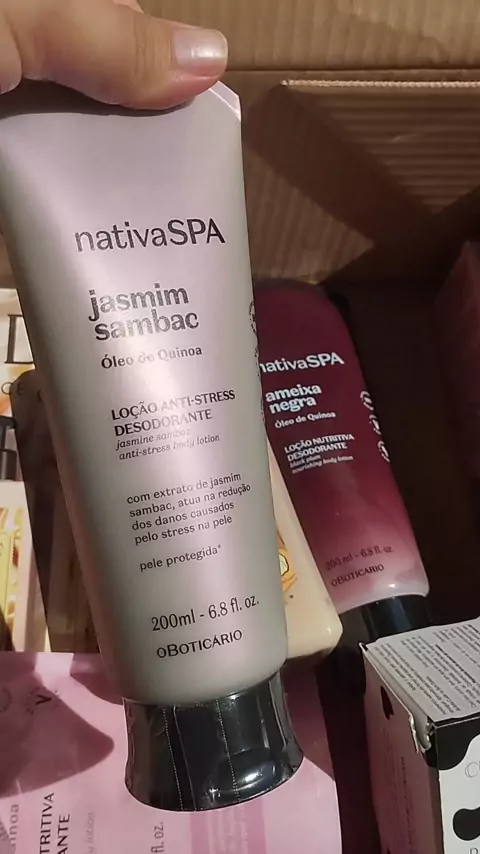 nativaSPA
jasmim
sambac
Óleo de Quinoa
LOÇÃO ANTI-STRESS
DESODORANTE
jasmine sambac
anti-stress body lotion
com extrato de jasmim
sambac, atua na redução
dos danos causados
pelo stress na pele
pele protegida*
200ml - 6.8 fl. oz.
OBOTICÁRIO
nativaSPA
ameixa
negra
Óleo de Quinoa
LOÇÃO NUTRITIVA
DESODORANTE
black plum
nourishing body lotion
200 ml - 6.8 fl. oz.
OBOTICÁRIO